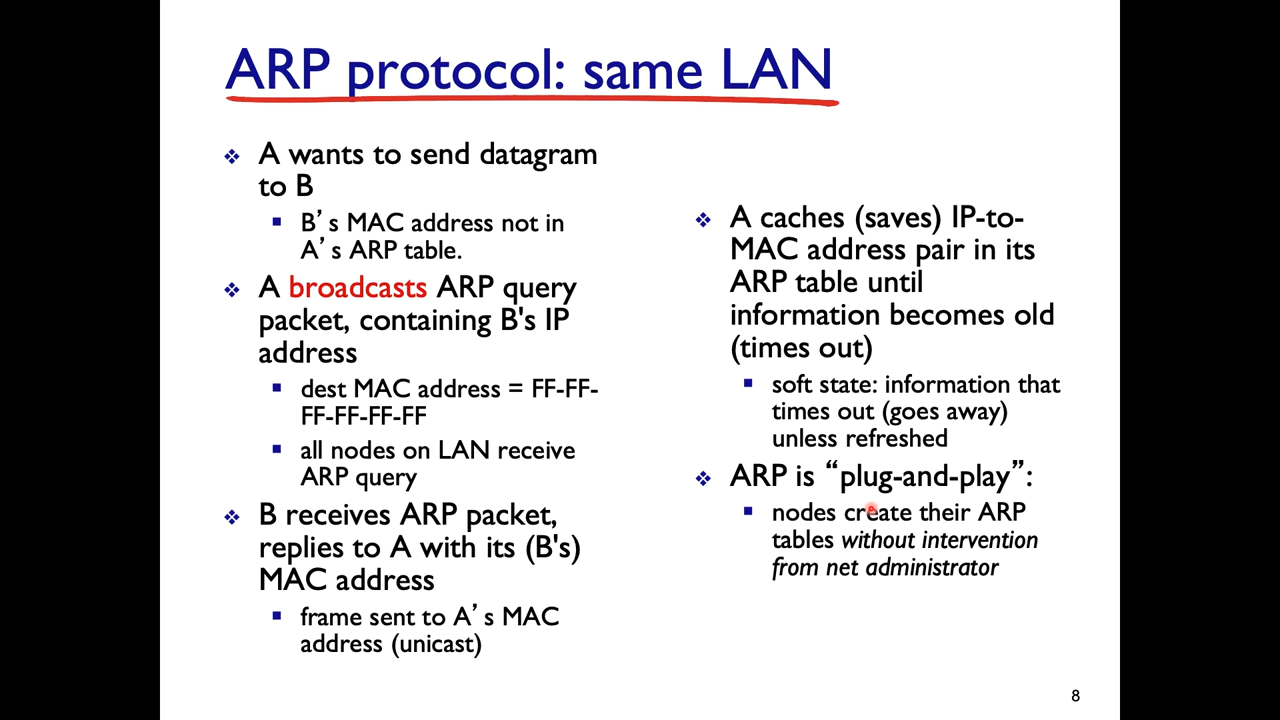 ARP protocol: same LAN
A wants to send datagram
to B
B's MAC address not in
A's ARP table.
A broadcasts ARP query
packet, containing B's IP
address
dest MAC address = FF-FF-
FF-FF-FF-FF
all nodes on LAN receive
ARP query
B receives ARP packet,
replies to A with its (B's)
MAC address
frame sent to A's MAC
address (unicast)
A caches (saves) IP-to-
MAC address pair in its
ARP table until
information becomes old
(times out)
soft state: information that
times out (goes away)
unless refreshed
ARP is “plug-and-play”:
nodes create their ARP
tables without intervention
from net administrator
8